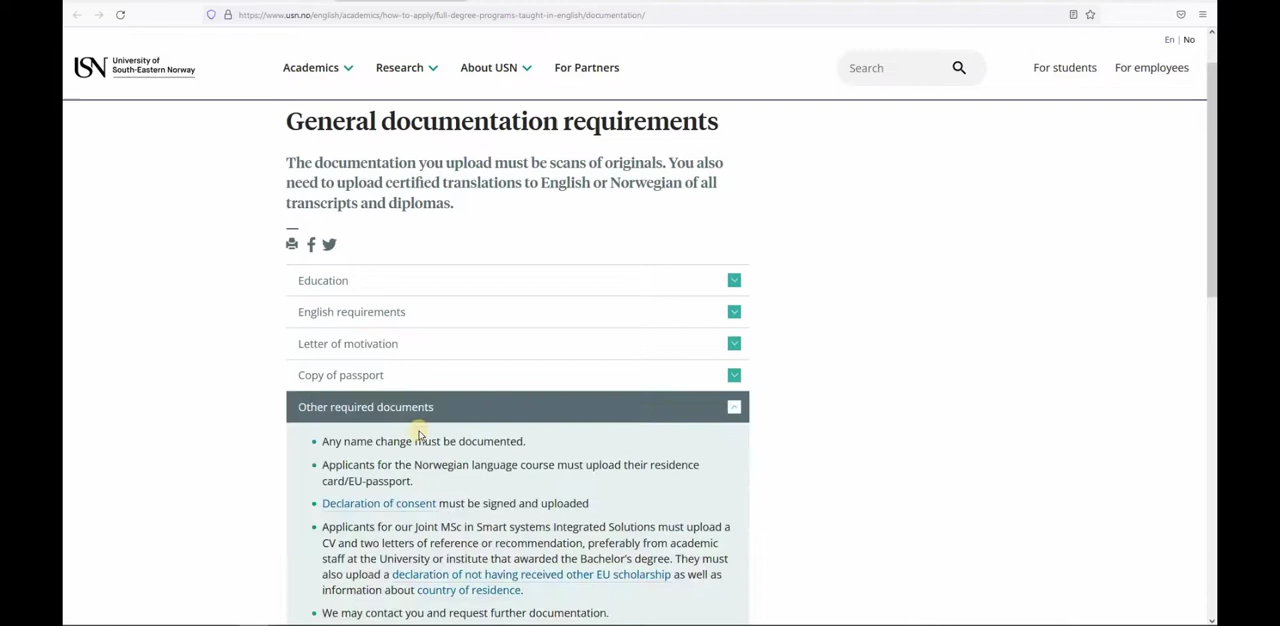 https://www.usn.no/english/academics/how-to-apply/full-degree-programs-taught-in-english/documentation/
En | No
USN University of
South-Eastern Norway
Academics Research About USN For Partners Search For students For employees
General documentation requirements
The documentation you upload must be scans of originals. You also
need to upload certified translations to English or Norwegian of all
transcripts and diplomas.
Education
English requirements
Letter of motivation
Copy of passport
Other required documents
Any name change must be documented.
Applicants for the Norwegian language course must upload their residence
card/EU-passport.
Declaration of consent must be signed and uploaded
Applicants for our Joint MSc in Smart systems Integrated Solutions must upload a
CV and two letters of reference or recommendation, preferably from academic
staff at the University or institute that awarded the Bachelor's degree. They must
also upload a declaration of not having received other EU scholarship as well as
information about country of residence.
We may contact you and request further documentation.